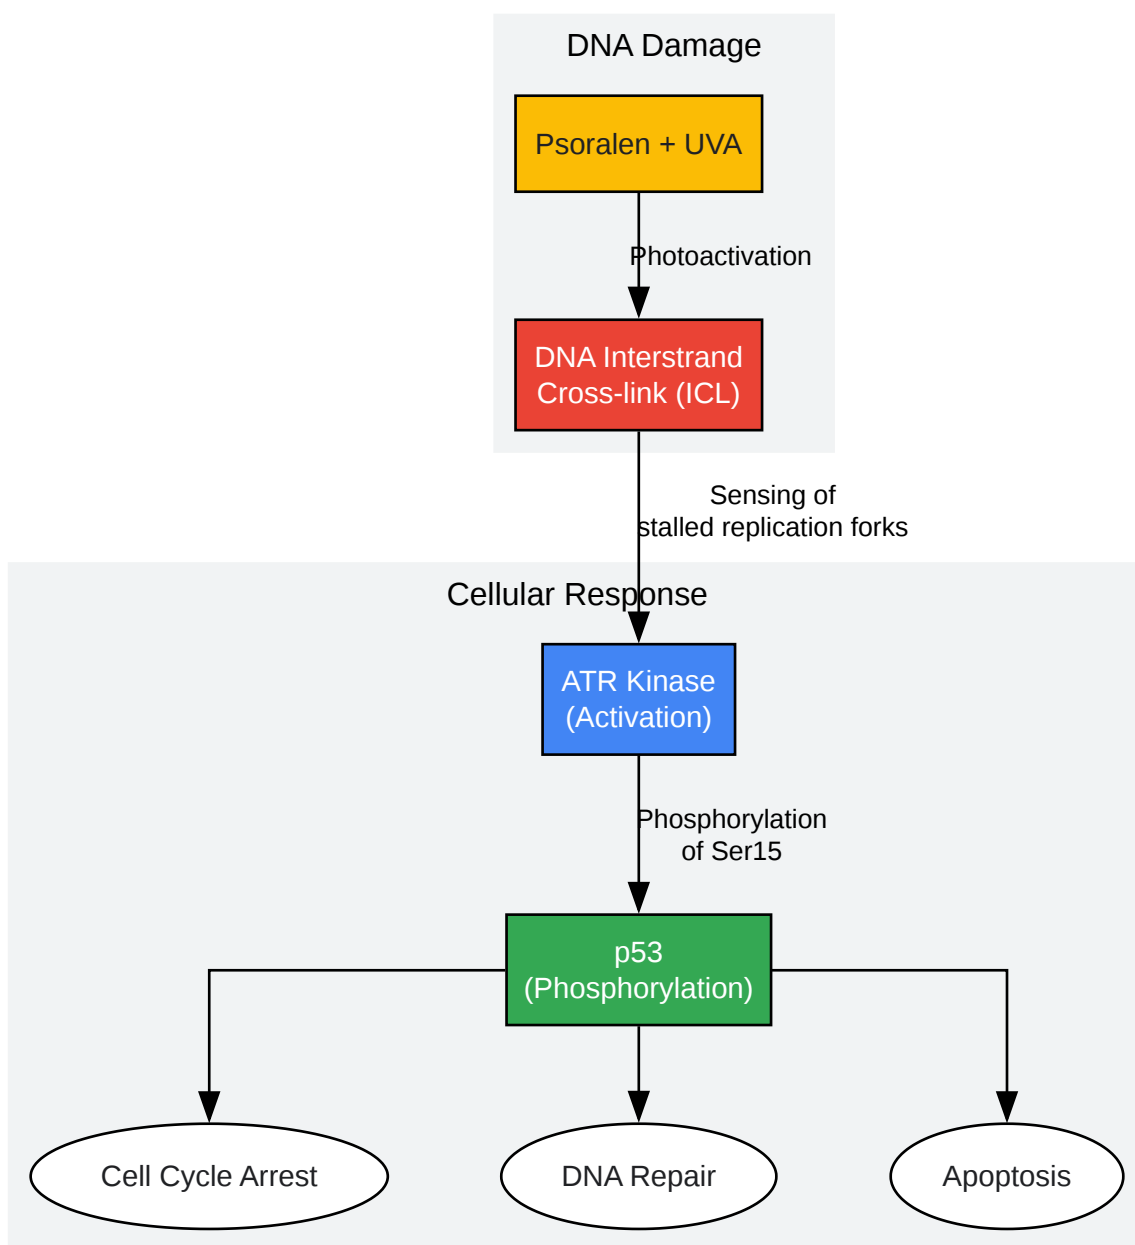 DNA Damage
Psoralen + UVA
Photoactivation
DNA Interstrand
Cross-link (ICL)
Sensing of
stalled replication forks
Cellular Response
ATR Kinase
(Activation)
Phosphorylation
of Ser15
p53
(Phosphorylation)
Cell Cycle Arrest
DNA Repair
Apoptosis